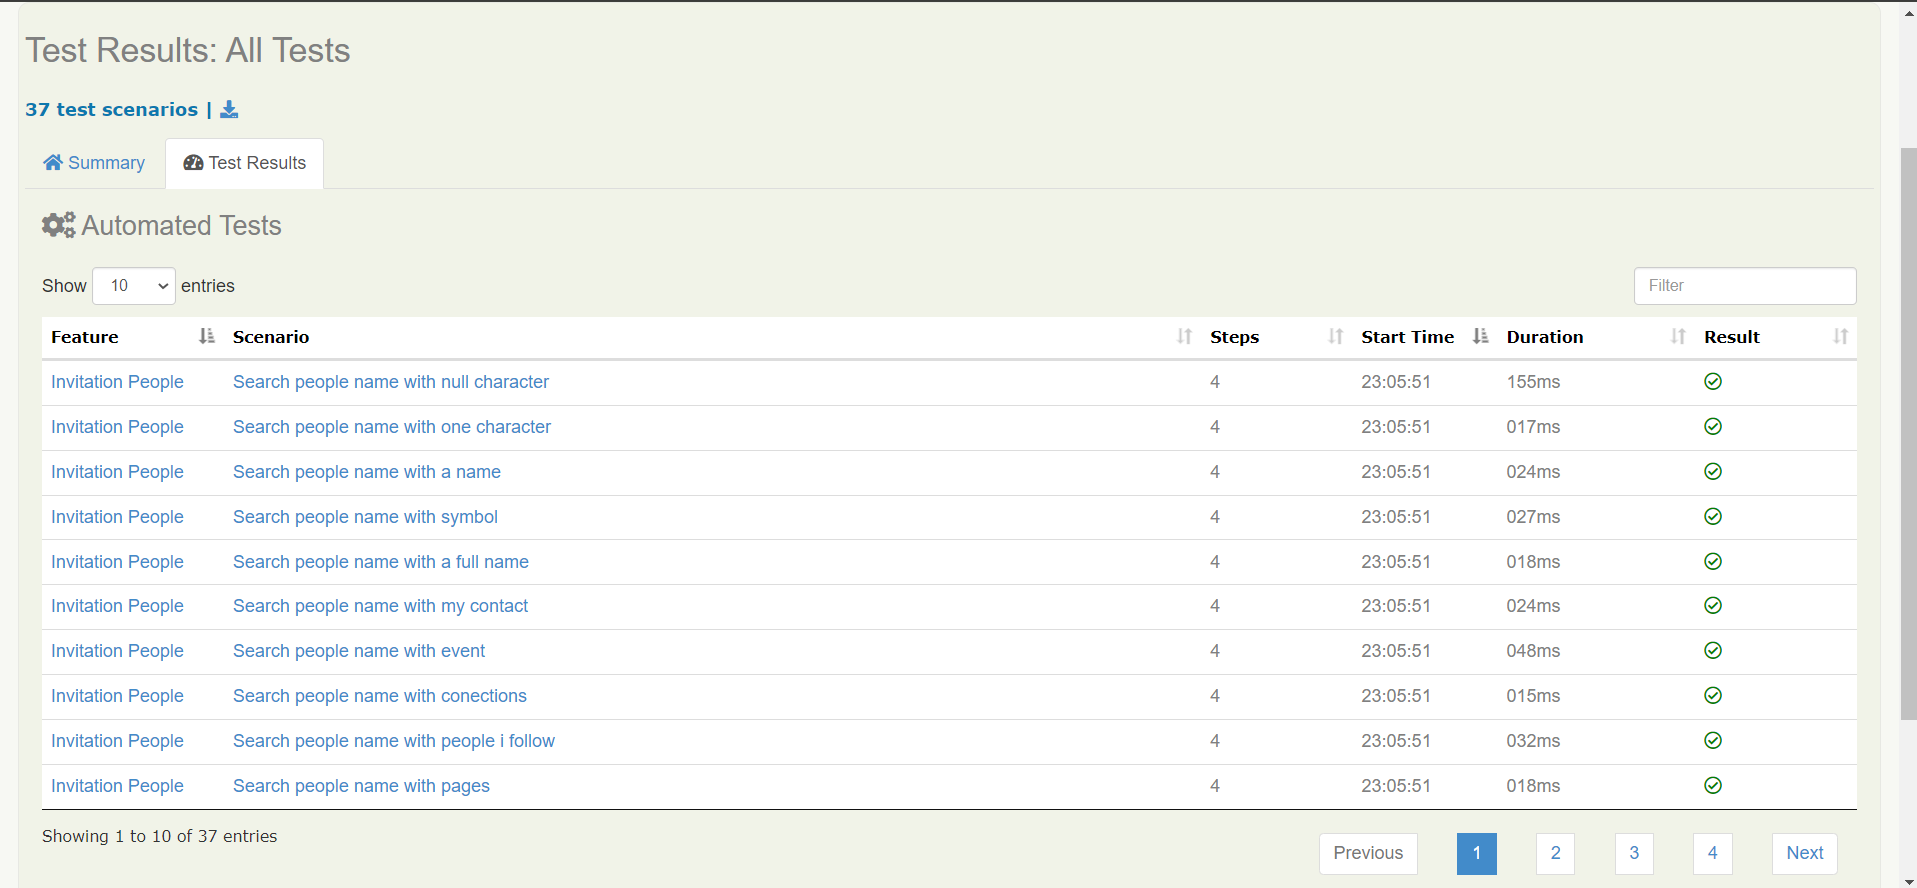 Test Results: All Tests
37 test scenarios |
Summary Test Results
Automated Tests
Show 10 entries Filter
Feature Scenario Steps Start Time Duration Result
Invitation People Search people name with null character 4 23:05:51 155ms
Invitation People Search people name with one character 4 23:05:51 017ms
Invitation People Search people name with a name 4 23:05:51 024ms
Invitation People Search people name with symbol 4 23:05:51 027ms
Invitation People Search people name with a full name 4 23:05:51 018ms
Invitation People Search people name with my contact 4 23:05:51 024ms
Invitation People Search people name with event 4 23:05:51 048ms
Invitation People Search people name with conections 4 23:05:51 015ms
Invitation People Search people name with people i follow 4 23:05:51 032ms
Invitation People Search people name with pages 4 23:05:51 018ms
Showing 1 to 10 of 37 entries
Previous 1 2 3 4 Next